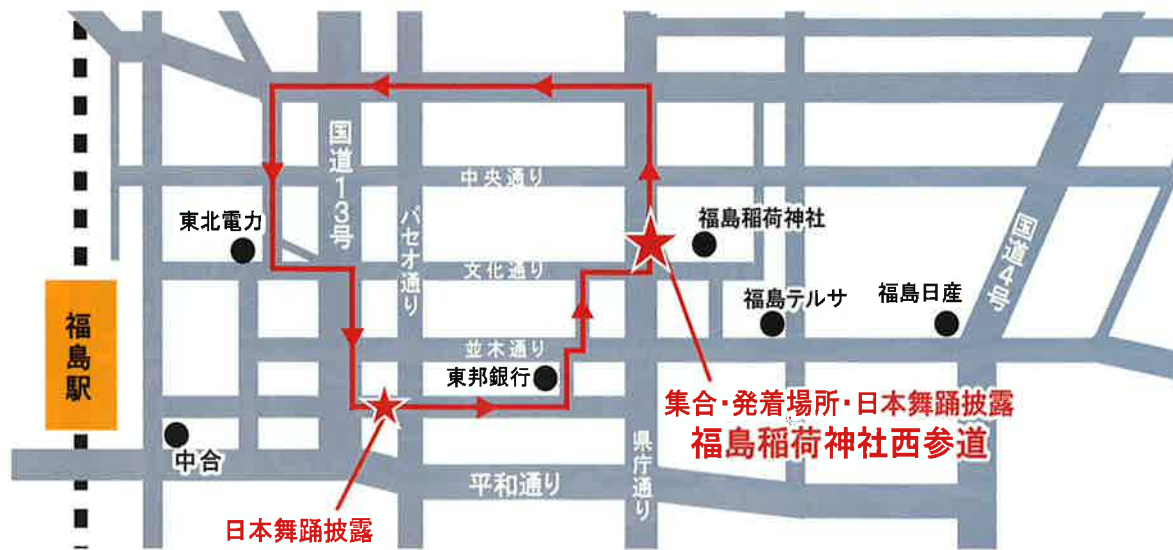 国道13号
中央通り
東北電力
パセオ通り
福島稲荷神社
国道4号
文化通り
福島テルサ
福島日産
福島駅
並木通り
東邦銀行
集合・発着場所・日本舞踊披露
福島稲荷神社西参道
中合
県庁通り
平和通り
日本舞踊披露